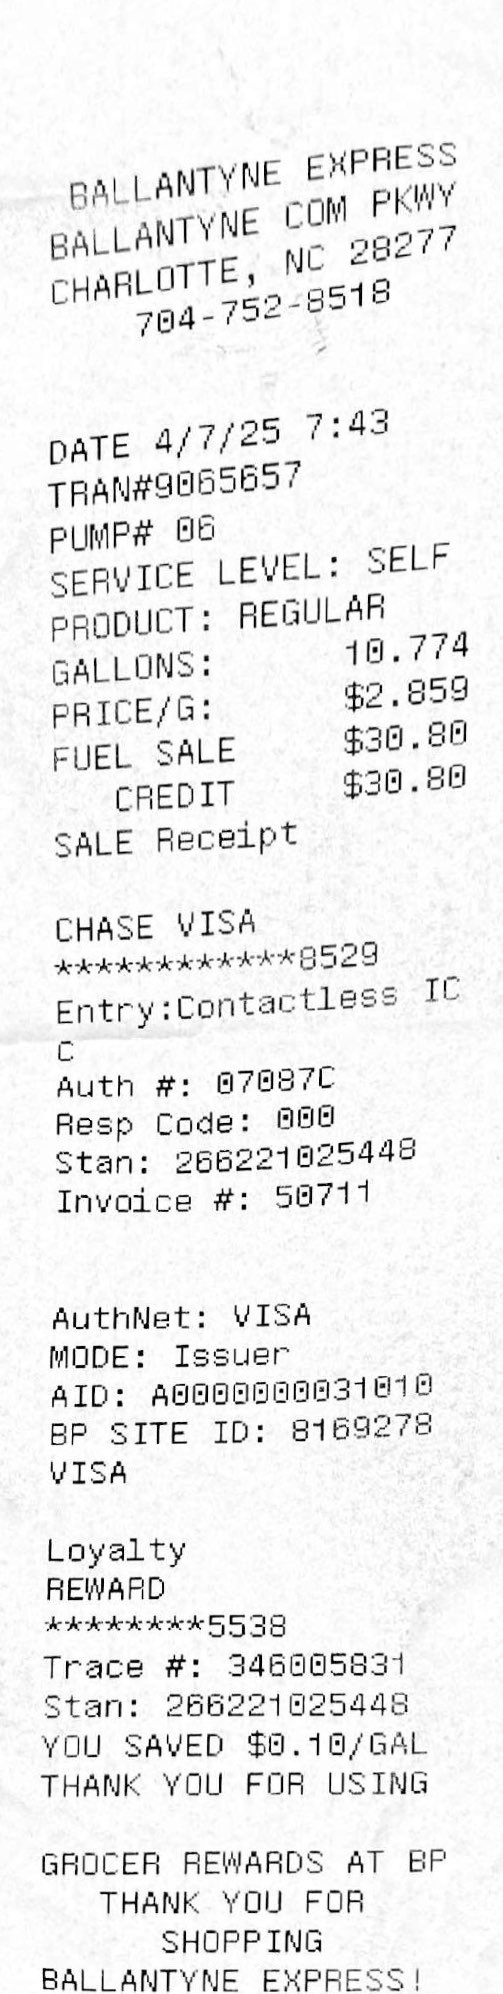 BALLANTYNE EXPRESS
BALLANTYNE COM PKWY
CHARLOTTE, NC 28277
704-752-8518
DATE 4/7/25 7:43
TRAN#9065657
PUMP# 06
SERVICE LEVEL: SELF
PRODUCT: REGULAR
GALLONS: 10.774
PRICE/G: $2.859
FUEL SALE $30.80
CREDIT $30.80
SALE Receipt
CHASE VISA
************8529
Entry:Contactless IC
C
Auth #: 07087C
Resp Code: 000
Stan: 266221025448
Invoice #: 50711
AuthNet: VISA
MODE: Issuer
AID: A0000000031010
BP SITE ID: 8169278
VISA
Loyalty
REWARD
********5538
Trace #: 346005831
Stan: 266221025448
YOU SAVED $0.10/GAL
THANK YOU FOR USING
GROCER REWARDS AT BP
THANK YOU FOR
SHOPPING
BALLANTYNE EXPRESS!